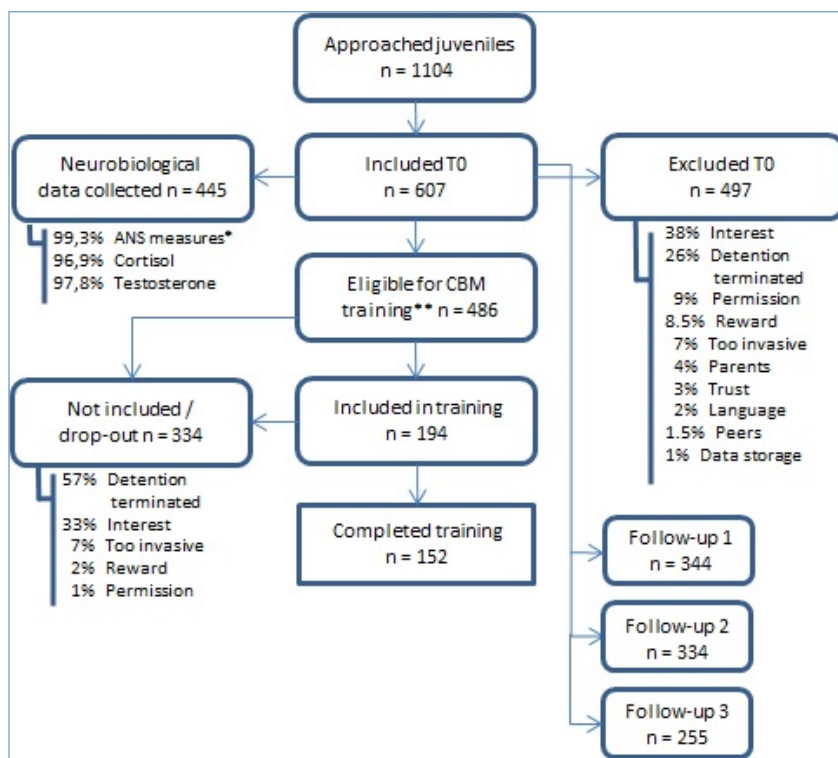 Approached juveniles
n = 1104
Neurobiological
data collected n = 445
99,3% ANS measures*
96,9% Cortisol
97,8% Testosterone
Included T0
n = 607
Excluded T0
n = 497
38% Interest
26% Detention
terminated
9% Permission
8.5% Reward
7% Too invasive
4% Parents
3% Trust
2% Language
1.5% Peers
1% Data storage
Eligible for CBM
training** n = 486
Not included /
drop-out n = 334
57% Detention
terminated
33% Interest
7% Too invasive
2% Reward
1% Permission
Included in training
n = 194
Completed training
n = 152
Follow-up 1
n = 344
Follow-up 2
n = 334
Follow-up 3
n = 255